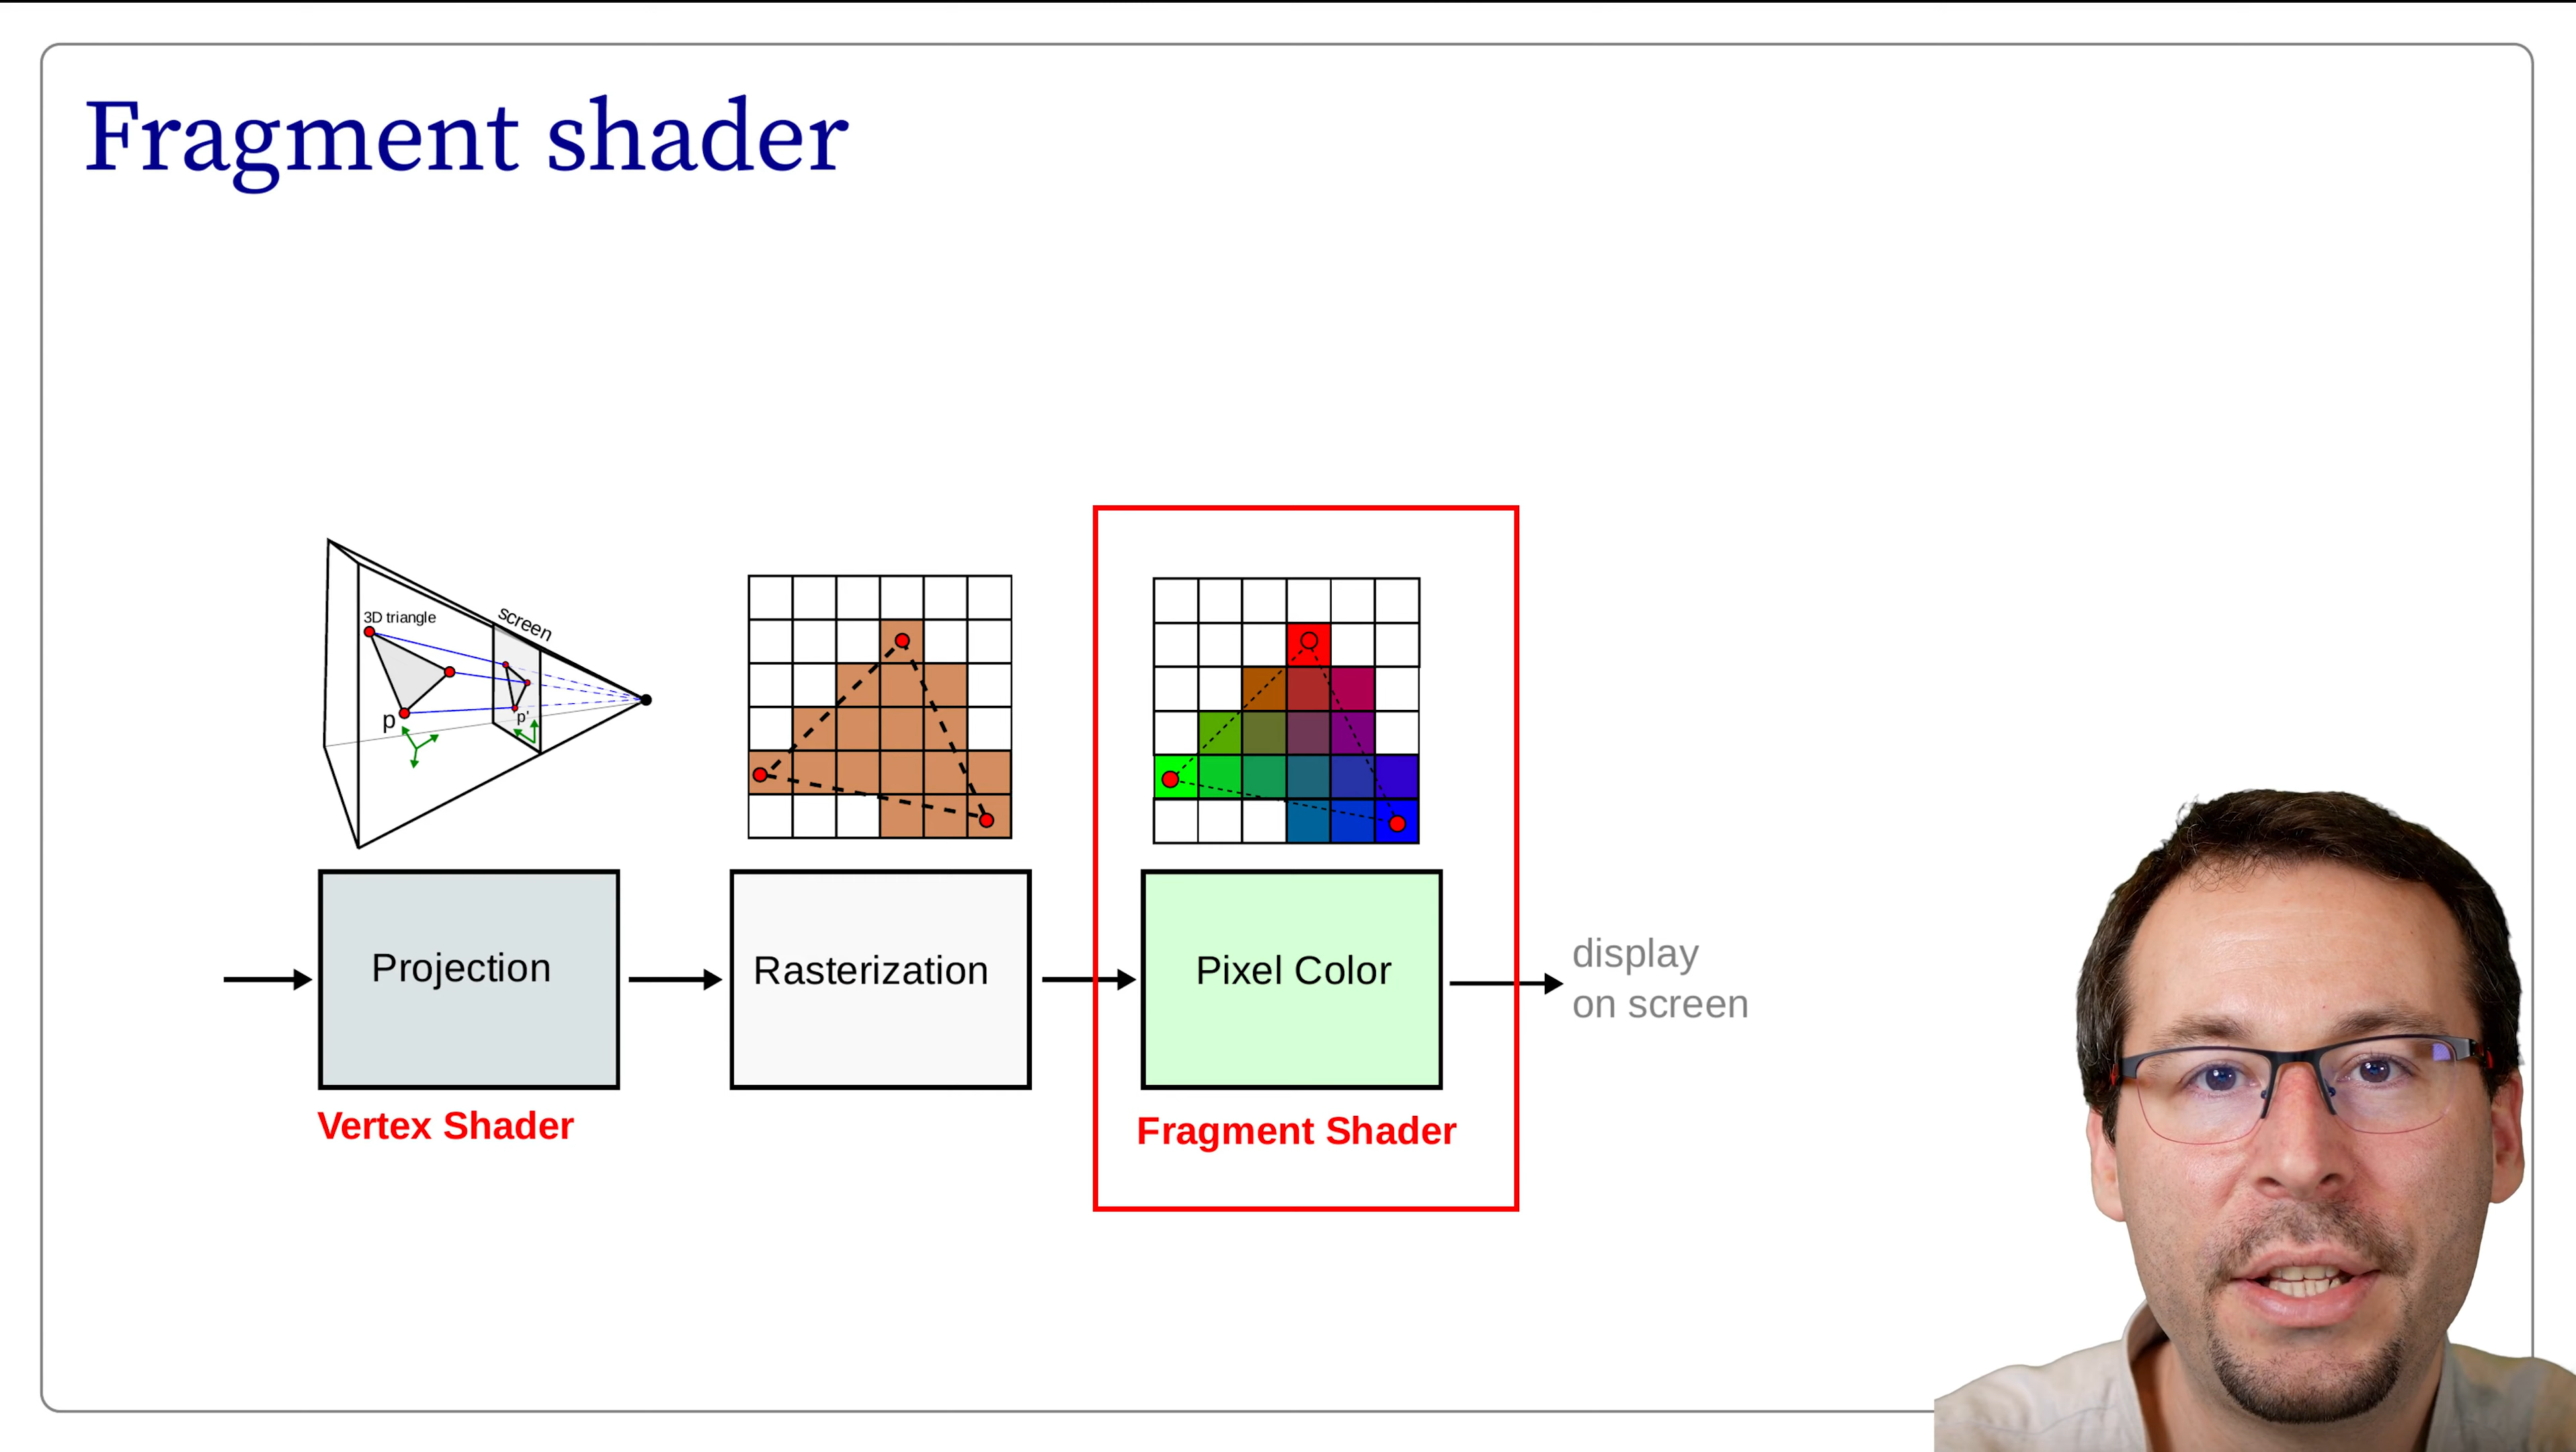 Fragment shader
3D triangle
screen
p
p'
Projection
Rasterization
Pixel Color
display
on screen
Vertex Shader
Fragment Shader